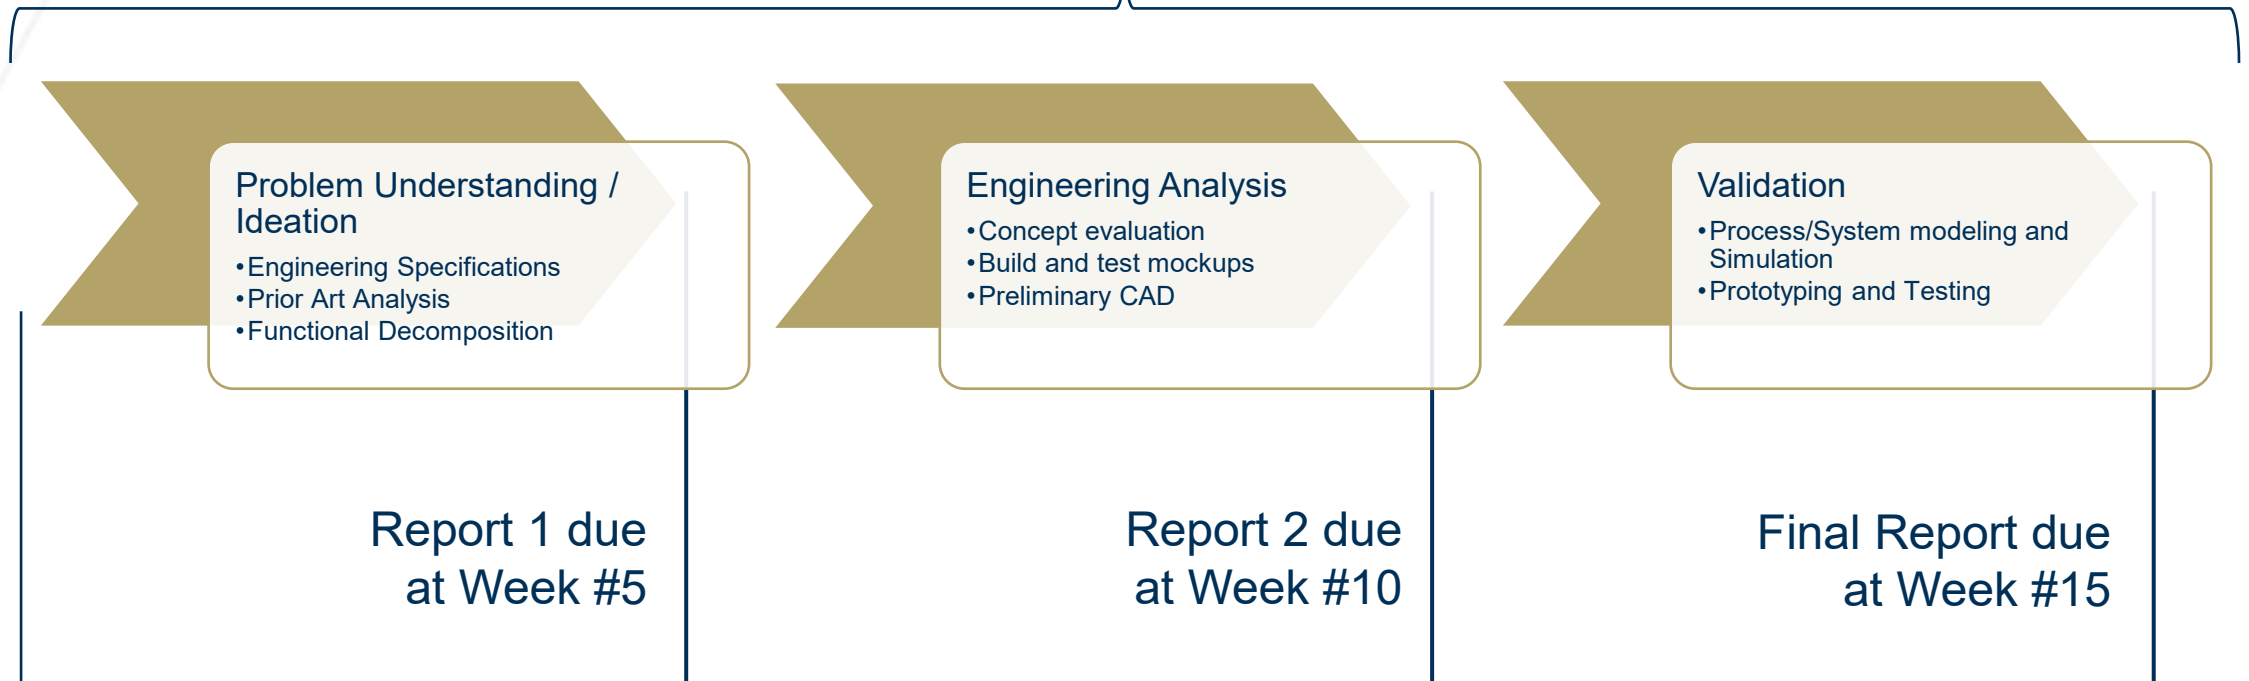 Problem Understanding /
Ideation
•Engineering Specifications
•Prior Art Analysis
•Functional Decomposition
Engineering Analysis
•Concept evaluation
•Build and test mockups
•Preliminary CAD
Validation
•Process/System modeling and
Simulation
•Prototyping and Testing
Report 1 due
at Week #5
Report 2 due
at Week #10
Final Report due
at Week #15